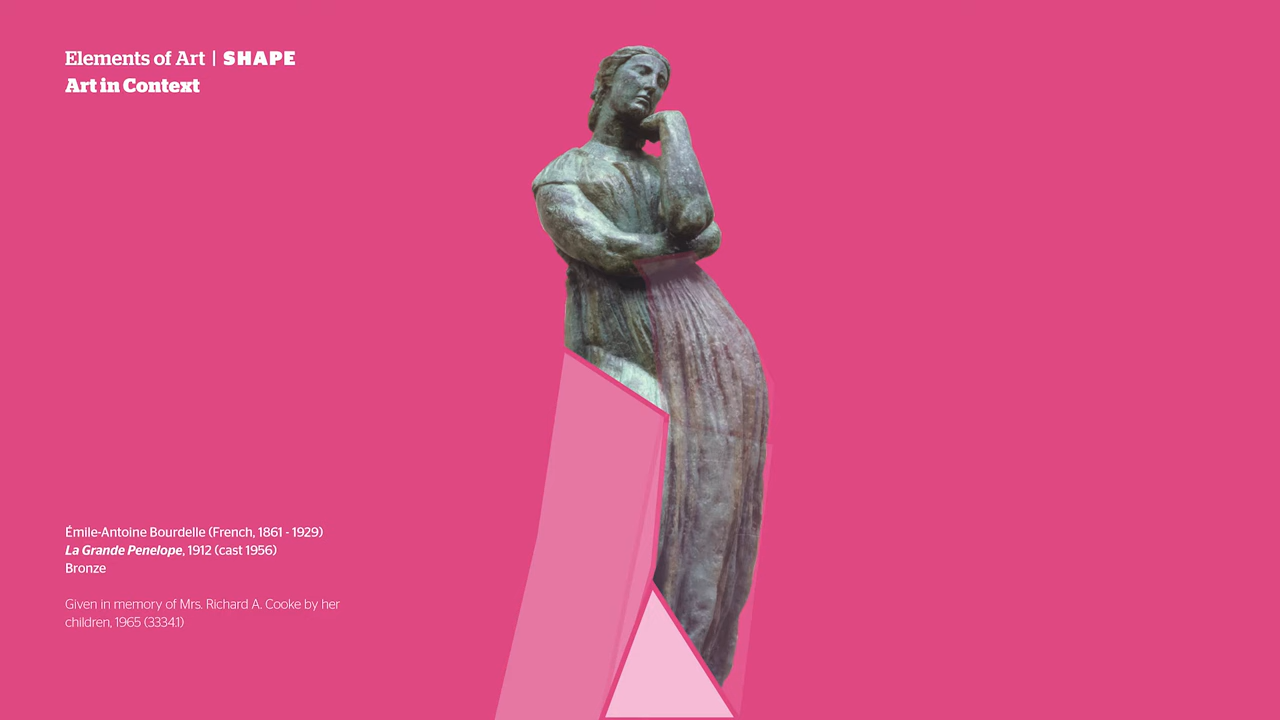 Elements of Art | SHAPE
Art in Context
Émile-Antoine Bourdelle (French, 1861 - 1929)
La Grande Penelope, 1912 (cast 1956)
Bronze
Given in memory of Mrs. Richard A. Cooke by her
children, 1965 (3334.1)